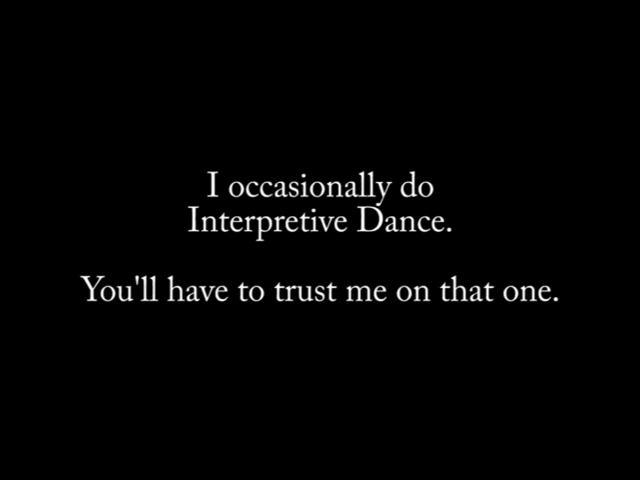 I occasionally do
Interpretive Dance.
You'll have to trust me on that one.